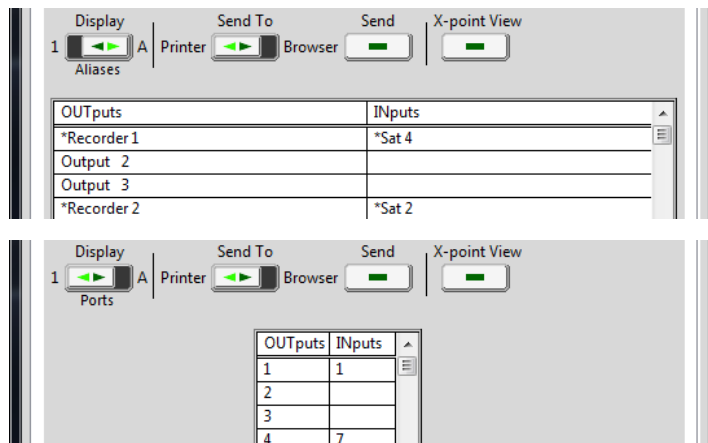 Display Send To Send X-point View
1 A Printer Browser
Aliases
OUTputs INputs
*Recorder 1 *Sat 4
Output 2
Output 3
*Recorder 2 *Sat 2
Display Send To Send X-point View
1 A Printer Browser
Ports
OUTputs INputs
1 1
2
3
4 7